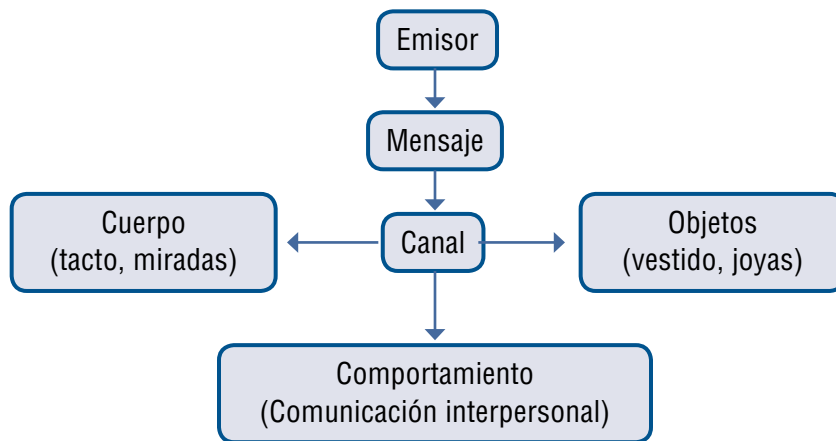 Emisor
Mensaje
Cuerpo
(tacto, miradas)
Canal
Objetos
(vestido, joyas)
Comportamiento
(Comunicación interpersonal)